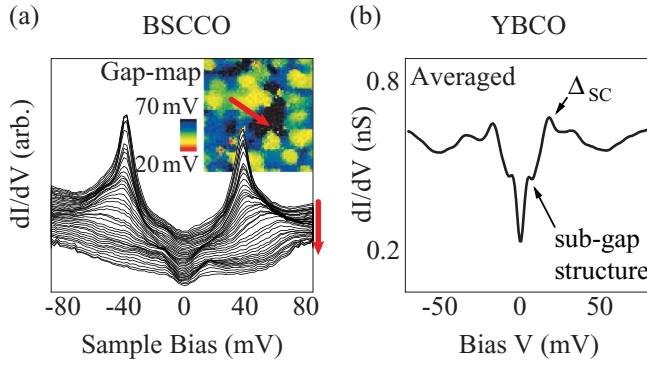 (a) BSCCO
Gap-map
70 mV
20 mV
dI/dV (arb.)
-80 -40 0 40 80
Sample Bias (mV)
(b) YBCO
Averaged
Δ SC
sub-gap
structure
0.8
0.2
dI/dV (nS)
-50 0 50
Bias V (mV)